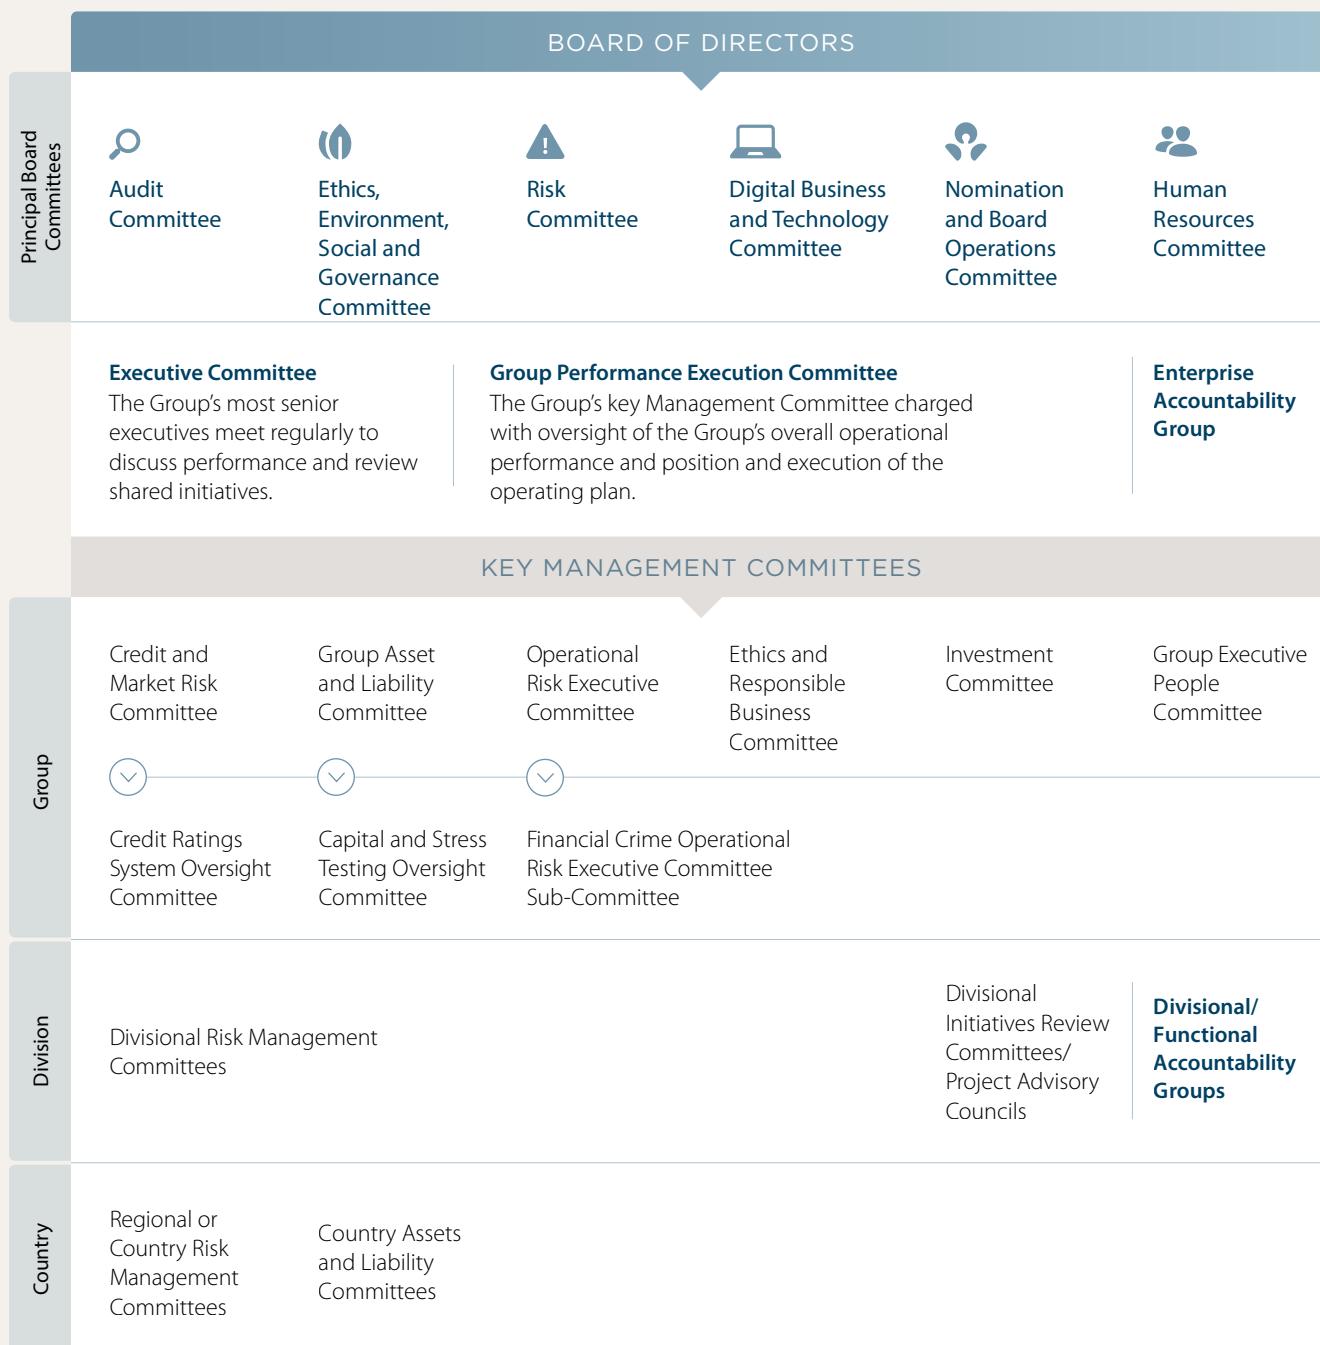 BOARD OF DIRECTORS
Principal Board
Committees
Audit
Committee
Ethics,
Environment,
Social and
Governance
Committee
Risk
Committee
Digital Business
and Technology
Committee
Nomination
and Board
Operations
Committee
Human
Resources
Committee
Executive Committee
The Group's most senior
executives meet regularly to
discuss performance and review
shared initiatives.
Group Performance Execution Committee
The Group's key Management Committee charged
with oversight of the Group's overall operational
performance and position and execution of the
operating plan.
Enterprise
Accountability
Group
KEY MANAGEMENT COMMITTEES
Group
Credit and
Market Risk
Committee
Group Asset
and Liability
Committee
Operational
Risk Executive
Committee
Ethics and
Responsible
Business
Committee
Investment
Committee
Group Executive
People
Committee
Credit Ratings
System Oversight
Committee
Capital and Stress
Testing Oversight
Committee
Financial Crime Operational
Risk Executive Committee
Sub-Committee
Division
Divisional Risk Management
Committees
Divisional
Initiatives Review
Committees/
Project Advisory
Councils
Divisional/
Functional
Accountability
Groups
Country
Regional or
Country Risk
Management
Committees
Country Assets
and Liability
Committees